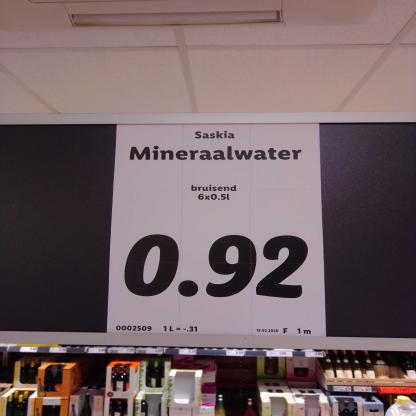 Saskia
Mineraalwater
bruisend
6x0.5l
0.92
0002509 1 L = -.31 F 1 m